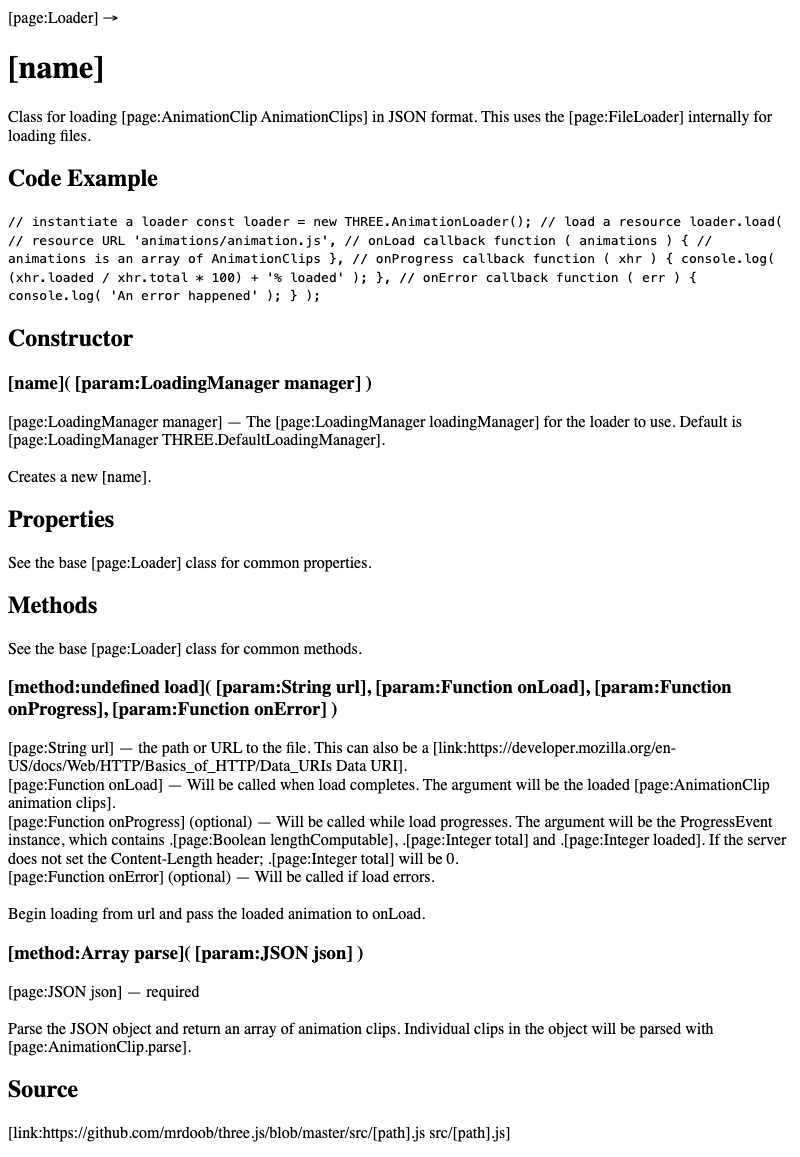 [page:Loader] →
[name]
Class for loading [page:AnimationClip AnimationClips] in JSON format. This uses the [page:FileLoader] internally for
loading files.
Code Example
// instantiate a loader const loader = new THREE.AnimationLoader(); // load a resource loader.load(
// resource URL 'animations/animation.js', // onLoad callback function ( animations ) { //
animations is an array of AnimationClips }, // onProgress callback function ( xhr ) { console.log(
(xhr.loaded / xhr.total * 100) + '% loaded' ); }, // onError callback function ( err ) {
console.log( 'An error happened' ); } );
Constructor
[name]( [param:LoadingManager manager] )
[page:LoadingManager manager] — The [page:LoadingManager loadingManager] for the loader to use. Default is
[page:LoadingManager THREE.DefaultLoadingManager].
Creates a new [name].
Properties
See the base [page:Loader] class for common properties.
Methods
See the base [page:Loader] class for common methods.
[method:undefined load]( [param:String url], [param:Function onLoad], [param:Function
onProgress], [param:Function onError] )
[page:String url] — the path or URL to the file. This can also be a [link:https://developer.mozilla.org/en-
US/docs/Web/HTTP/Basics_of_HTTP/Data_URIs Data URI].
[page:Function onLoad] — Will be called when load completes. The argument will be the loaded [page:AnimationClip
animation clips].
[page:Function onProgress] (optional) — Will be called while load progresses. The argument will be the ProgressEvent
instance, which contains .[page:Boolean lengthComputable], .[page:Integer total] and .[page:Integer loaded]. If the server
does not set the Content-Length header; .[page:Integer total] will be 0.
[page:Function onError] (optional) — Will be called if load errors.
Begin loading from url and pass the loaded animation to onLoad.
[method:Array parse]( [param:JSON json] )
[page:JSON json] — required
Parse the JSON object and return an array of animation clips. Individual clips in the object will be parsed with
[page:AnimationClip.parse].
Source
[link:https://github.com/mrdoob/three.js/blob/master/src/[path].js src/[path].js]